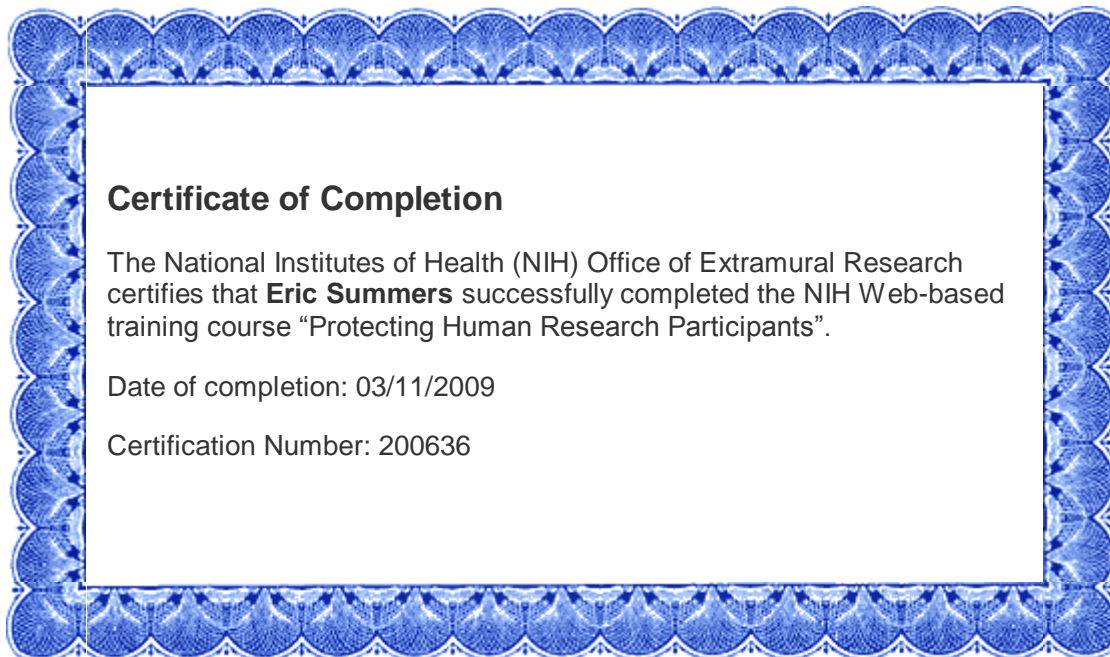 Certificate of Completion
The National Institutes of Health (NIH) Office of Extramural Research
certifies that Eric Summers successfully completed the NIH Web-based
training course “Protecting Human Research Participants”.
Date of completion: 03/11/2009
Certification Number: 200636